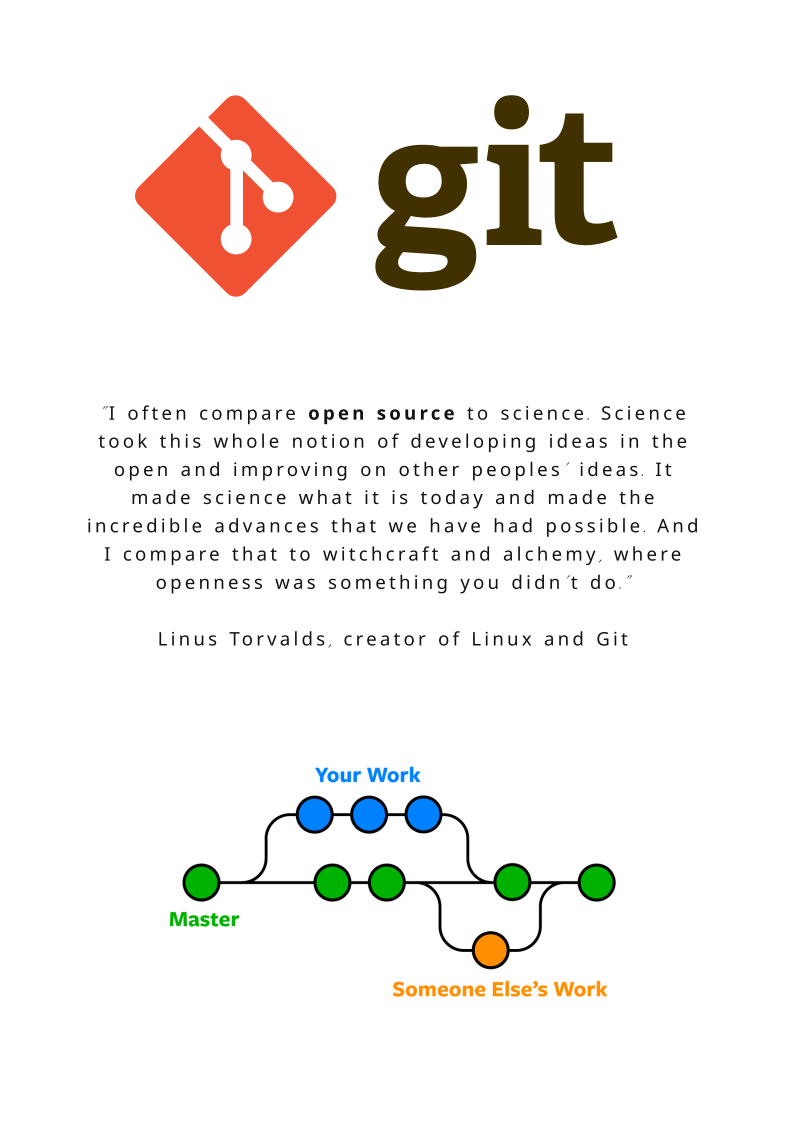 git
"I often compare open source to science. Science
took this whole notion of developing ideas in the
open and improving on other peoples' ideas. It
made science what it is today and made the
incredible advances that we have had possible. And
I compare that to witchcraft and alchemy, where
openness was something you didn't do."
Linus Torvalds, creator of Linux and Git
Your Work
Master
Someone Else’s Work